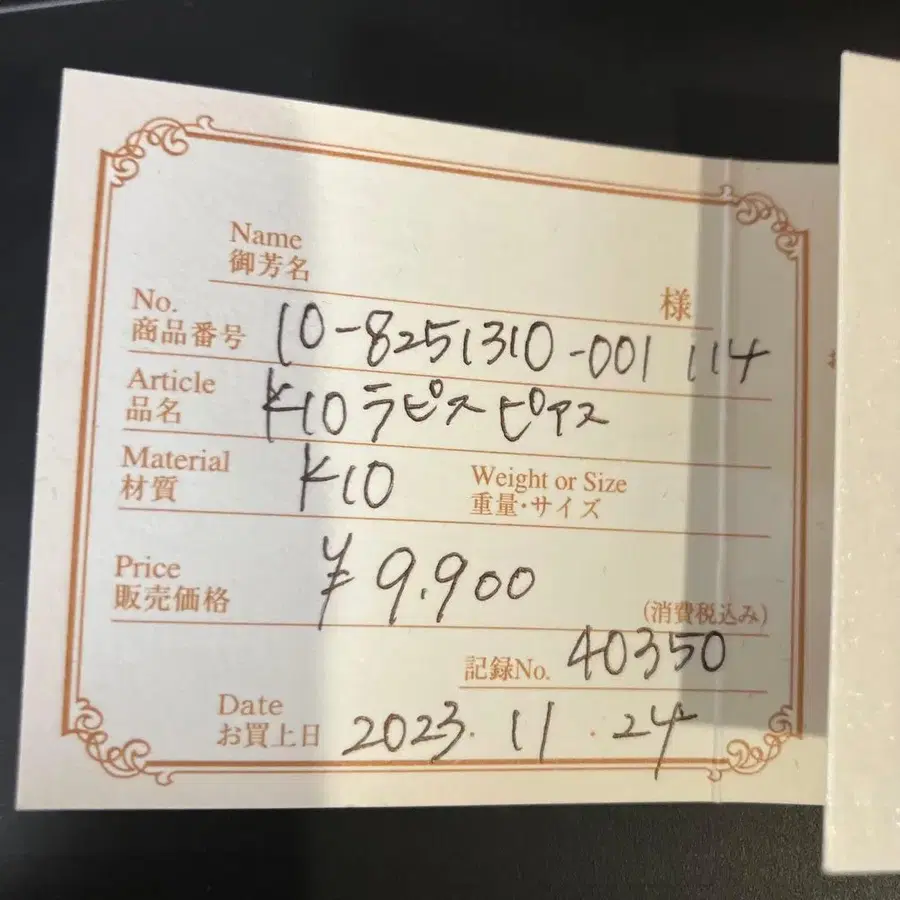 Name
御芳名 様
No.
商品番号 10-8251310-001 114
Article
品名 K10 ラピス ピアス
Material
材質 K10
Weight or Size
重量・サイズ
Price
販売価格 ¥9.900
(消費税込み)
記録No. 40350
Date
お買上日 2023. 11 . 24